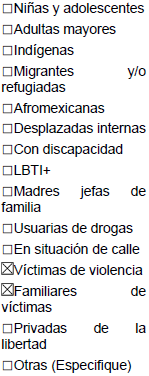 ☐Niñas y adolescentes
☐Adultas mayores
☐Indígenas
☐Migrantes y/o
refugiadas
☐Afromexicanas
☐Desplazadas internas
☐Con discapacidad
☐LBTI+
☐Madres jefas de
familia
☐Usuarias de drogas
☐En situación de calle
☒Víctimas de violencia
☒Familiares de
víctimas
☐Privadas de la
libertad
☐Otras (Especifique)